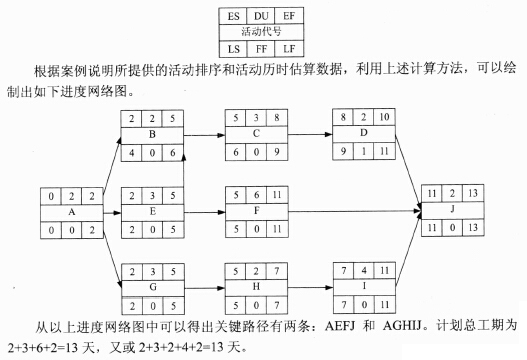 ES DU EF
活动代号
LS FF LF
根据案例说明所提供的活动排序和活动历时估算数据，利用上述计算方法，可以绘
制出如下进度网络图。
2 2 5
B
4 0 6
5 3 8
C
6 0 9
8 2 10
D
9 1 11
0 2 2
A
0 0 2
2 3 5
E
2 0 5
5 6 11
F
5 0 11
11 2 13
J
11 0 13
2 3 5
G
2 0 5
5 2 7
H
5 0 7
7 4 11
I
7 0 11
从以上进度网络图中可以得出关键路径有两条：AEFJ 和 AGHIJ。计划总工期为
2+3+6+2=13 天，又或 2+3+2+4+2=13 天。